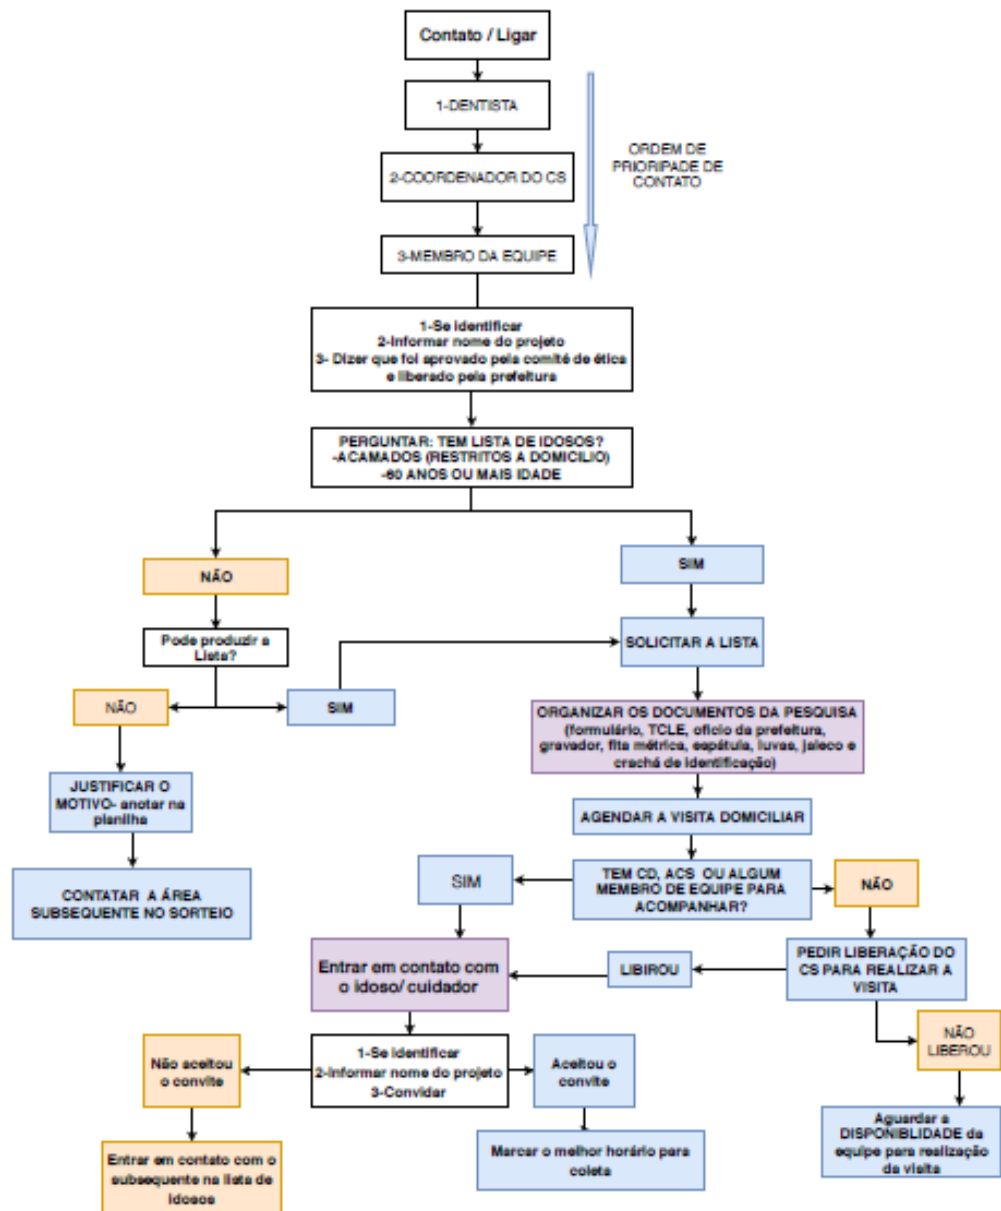 Contato / Ligar
1-DENTISTA
ORDEM DE
PRIORIPADE DE
CONTATO
2-COORDENADOR DO CS
3-MEMBRO DA EQUIPE
1-Se identificar
2-Informar nome do projeto
3- Dizer que foi aprovado pela comité de ética
e liberado pela prefeitura
PERGUNTAR: TEM LISTA DE IDOSOS?
-ACAMADOS (RESTRITOS A DOMICILIO)
-60 ANOS OU MAIS IDADE
NÃO
SIM
Pode produzir a
Lista?
SOLICITAR A LISTA
NÃO
SIM
ORGANIZAR OS DOCUMENTOS DA PESQUISA
(formulário, TCLE, oficio da prefeitura,
gravador, fita métrica, espátula, luvas, jaleco e
crachá de identificação)
JUSTIFICAR O
MOTIVO- anotar na
planilha
AGENDAR A VISITA DOMICILIAR
CONTATAR A ÁREA
SUBSEQUENTE NO SORTEIO
SIM
TEM CD, ACS OU ALGUM
MEMBRO DE EQUIPE PARA
ACOMPANHAR?
NÃO
Entrar em contato com
o idoso/ cuidador
LIBIROU
PEDIR LIBERAÇÃO DO
CS PARA REALIZAR A
VISITA
NÃO
LIBEROU
Não aceitou
o convite
1-Se identificar
2-Informar nome do projeto
3-Convidar
Aceitou o
convite
Aguardar a
DISPONIBLIDADE da
equipe para realização
da visita
Entrar em contato com o
subsequente na lista de
idosos
Marcar o melhor horário para
coleta